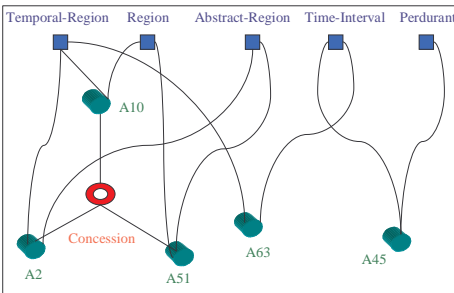 Temporal-Region Region Abstract-Region Time-Interval Perdurant
A10
Concession
A63
A45
A2
A51